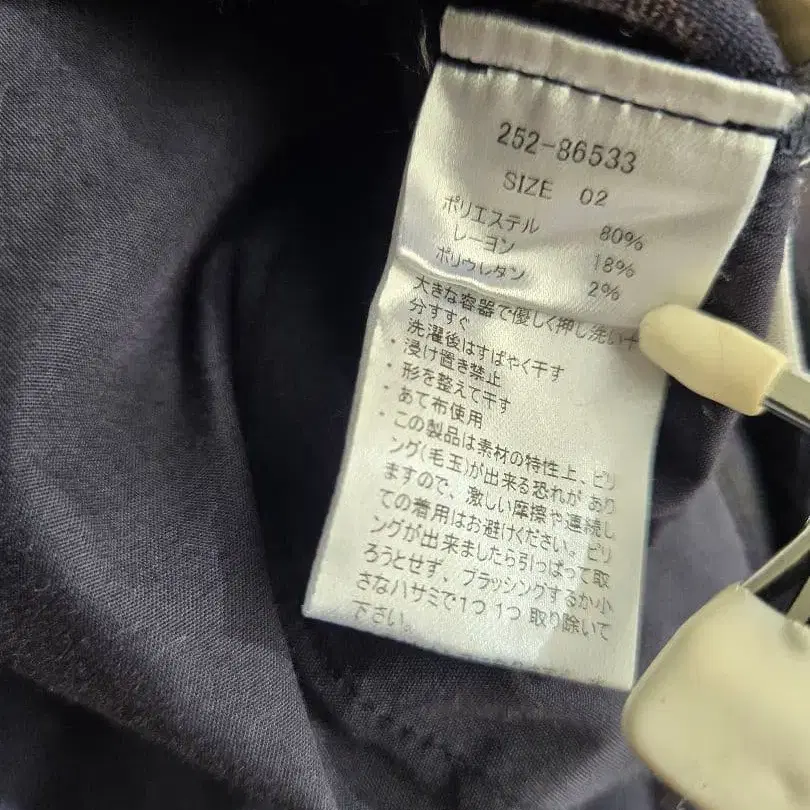 252-86533
SIZE 02
ポリエステル 80%
レーヨン 18%
ポリウレタン 2%
大きな容器で優しく押し洗い十
分すすぐ
洗濯後はすばやく干す
・浸け置き禁止
・形を整えて干す
・あて布使用
・この製品は素材の特性上、ピリ
ング(毛玉)が出来る恐れがあり
ますので、激しい摩擦や連続し
ての着用はお避けください。ピリ
ングが出来ましたら引っぱって取
ろうとせず、ブラッシングするか小
さなハサミで1つ1つ取り除いて
下さい。